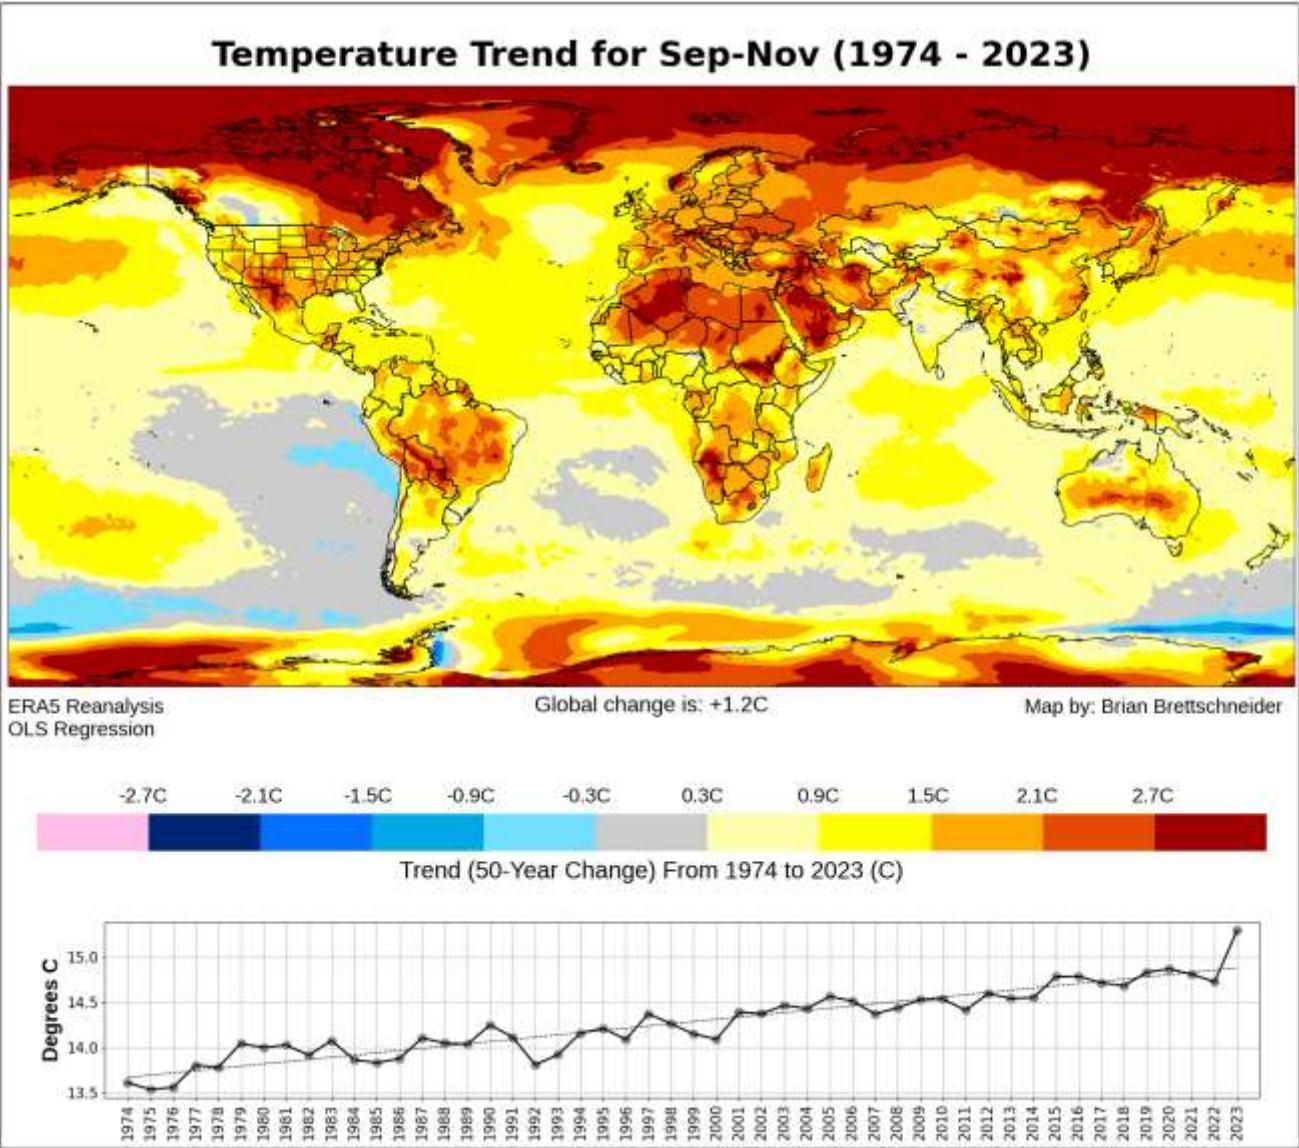 Temperature Trend for Sep-Nov (1974 - 2023)
ERA5 Reanalysis
OLS Regression
Global change is: +1.2C
Map by: Brian Brettschneider
-2.7C -2.1C -1.5C -0.9C -0.3C 0.3C 0.9C 1.5C 2.1C 2.7C
Trend (50-Year Change) From 1974 to 2023 (C)
Degrees C
15.0
14.5
14.0
13.5
1974 1975 1976 1977 1978 1979 1980 1981 1982 1983 1984 1985 1986 1987 1988 1989 1990 1991 1992 1993 1994 1995 1996 1997 1998 1999 2000 2001 2002 2003 2004 2005 2006 2007 2008 2009 2010 2011 2012 2013 2014 2015 2016 2017 2018 2019 2020 2021 2022 2023